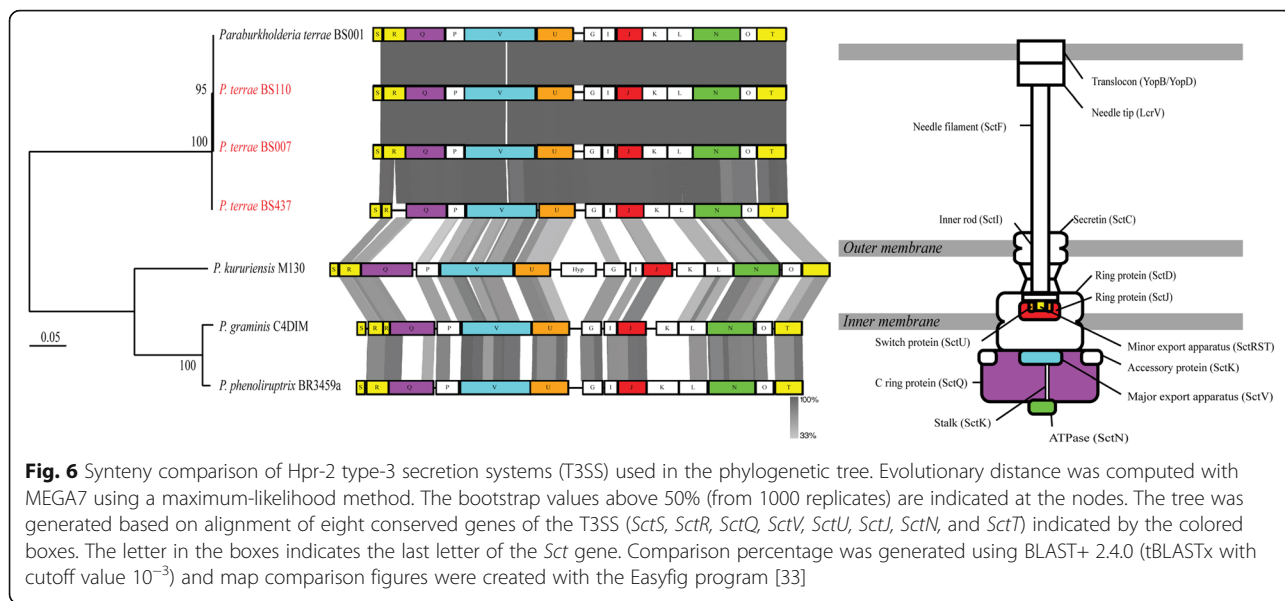 Paraburkholderia terrae BS001
S R Q P V U G I J K L N O T
95
P. terrae BS110
S R Q P V U G I J K L N O T
100
P. terrae BS007
S R Q P V U G I J K L N O T
P. terrae BS437
S R Q P V U G I J K L N O T
P. kururiensis M130
S R Q P V U Hyp G I J K L N O
0.05
P. graminis C4DIM
S R R Q P V U G I J K L N O T
100
P. phenoliruptrix BR3459a
S R Q P V U G I J K L N O T
100%
33%
Translocon (YopB/YopD)
Needle tip (LcrV)
Needle filament (SctF)
Inner rod (SctI)
Secretin (SctC)
Outer membrane
Ring protein (SctD)
Ring protein (SctJ)
Inner membrane
Switch protein (SctU)
Minor export apparatus (SctRST)
Accessory protein (SctK)
C ring protein (SctQ)
Major export apparatus (SctV)
Stalk (SctK)
ATPase (SctN)
Fig. 6 Synteny comparison of Hpr-2 type-3 secretion systems (T3SS) used in the phylogenetic tree. Evolutionary distance was computed with
MEGA7 using a maximum-likelihood method. The bootstrap values above 50% (from 1000 replicates) are indicated at the nodes. The tree was
generated based on alignment of eight conserved genes of the T3SS (SctS, SctR, SctQ, SctV, SctU, SctJ, SctN, and SctT) indicated by the colored
boxes. The letter in the boxes indicates the last letter of the Sct gene. Comparison percentage was generated using BLAST+ 2.4.0 (tBLASTx with
cutoff value 10⁻³) and map comparison figures were created with the Easyfig program [33]